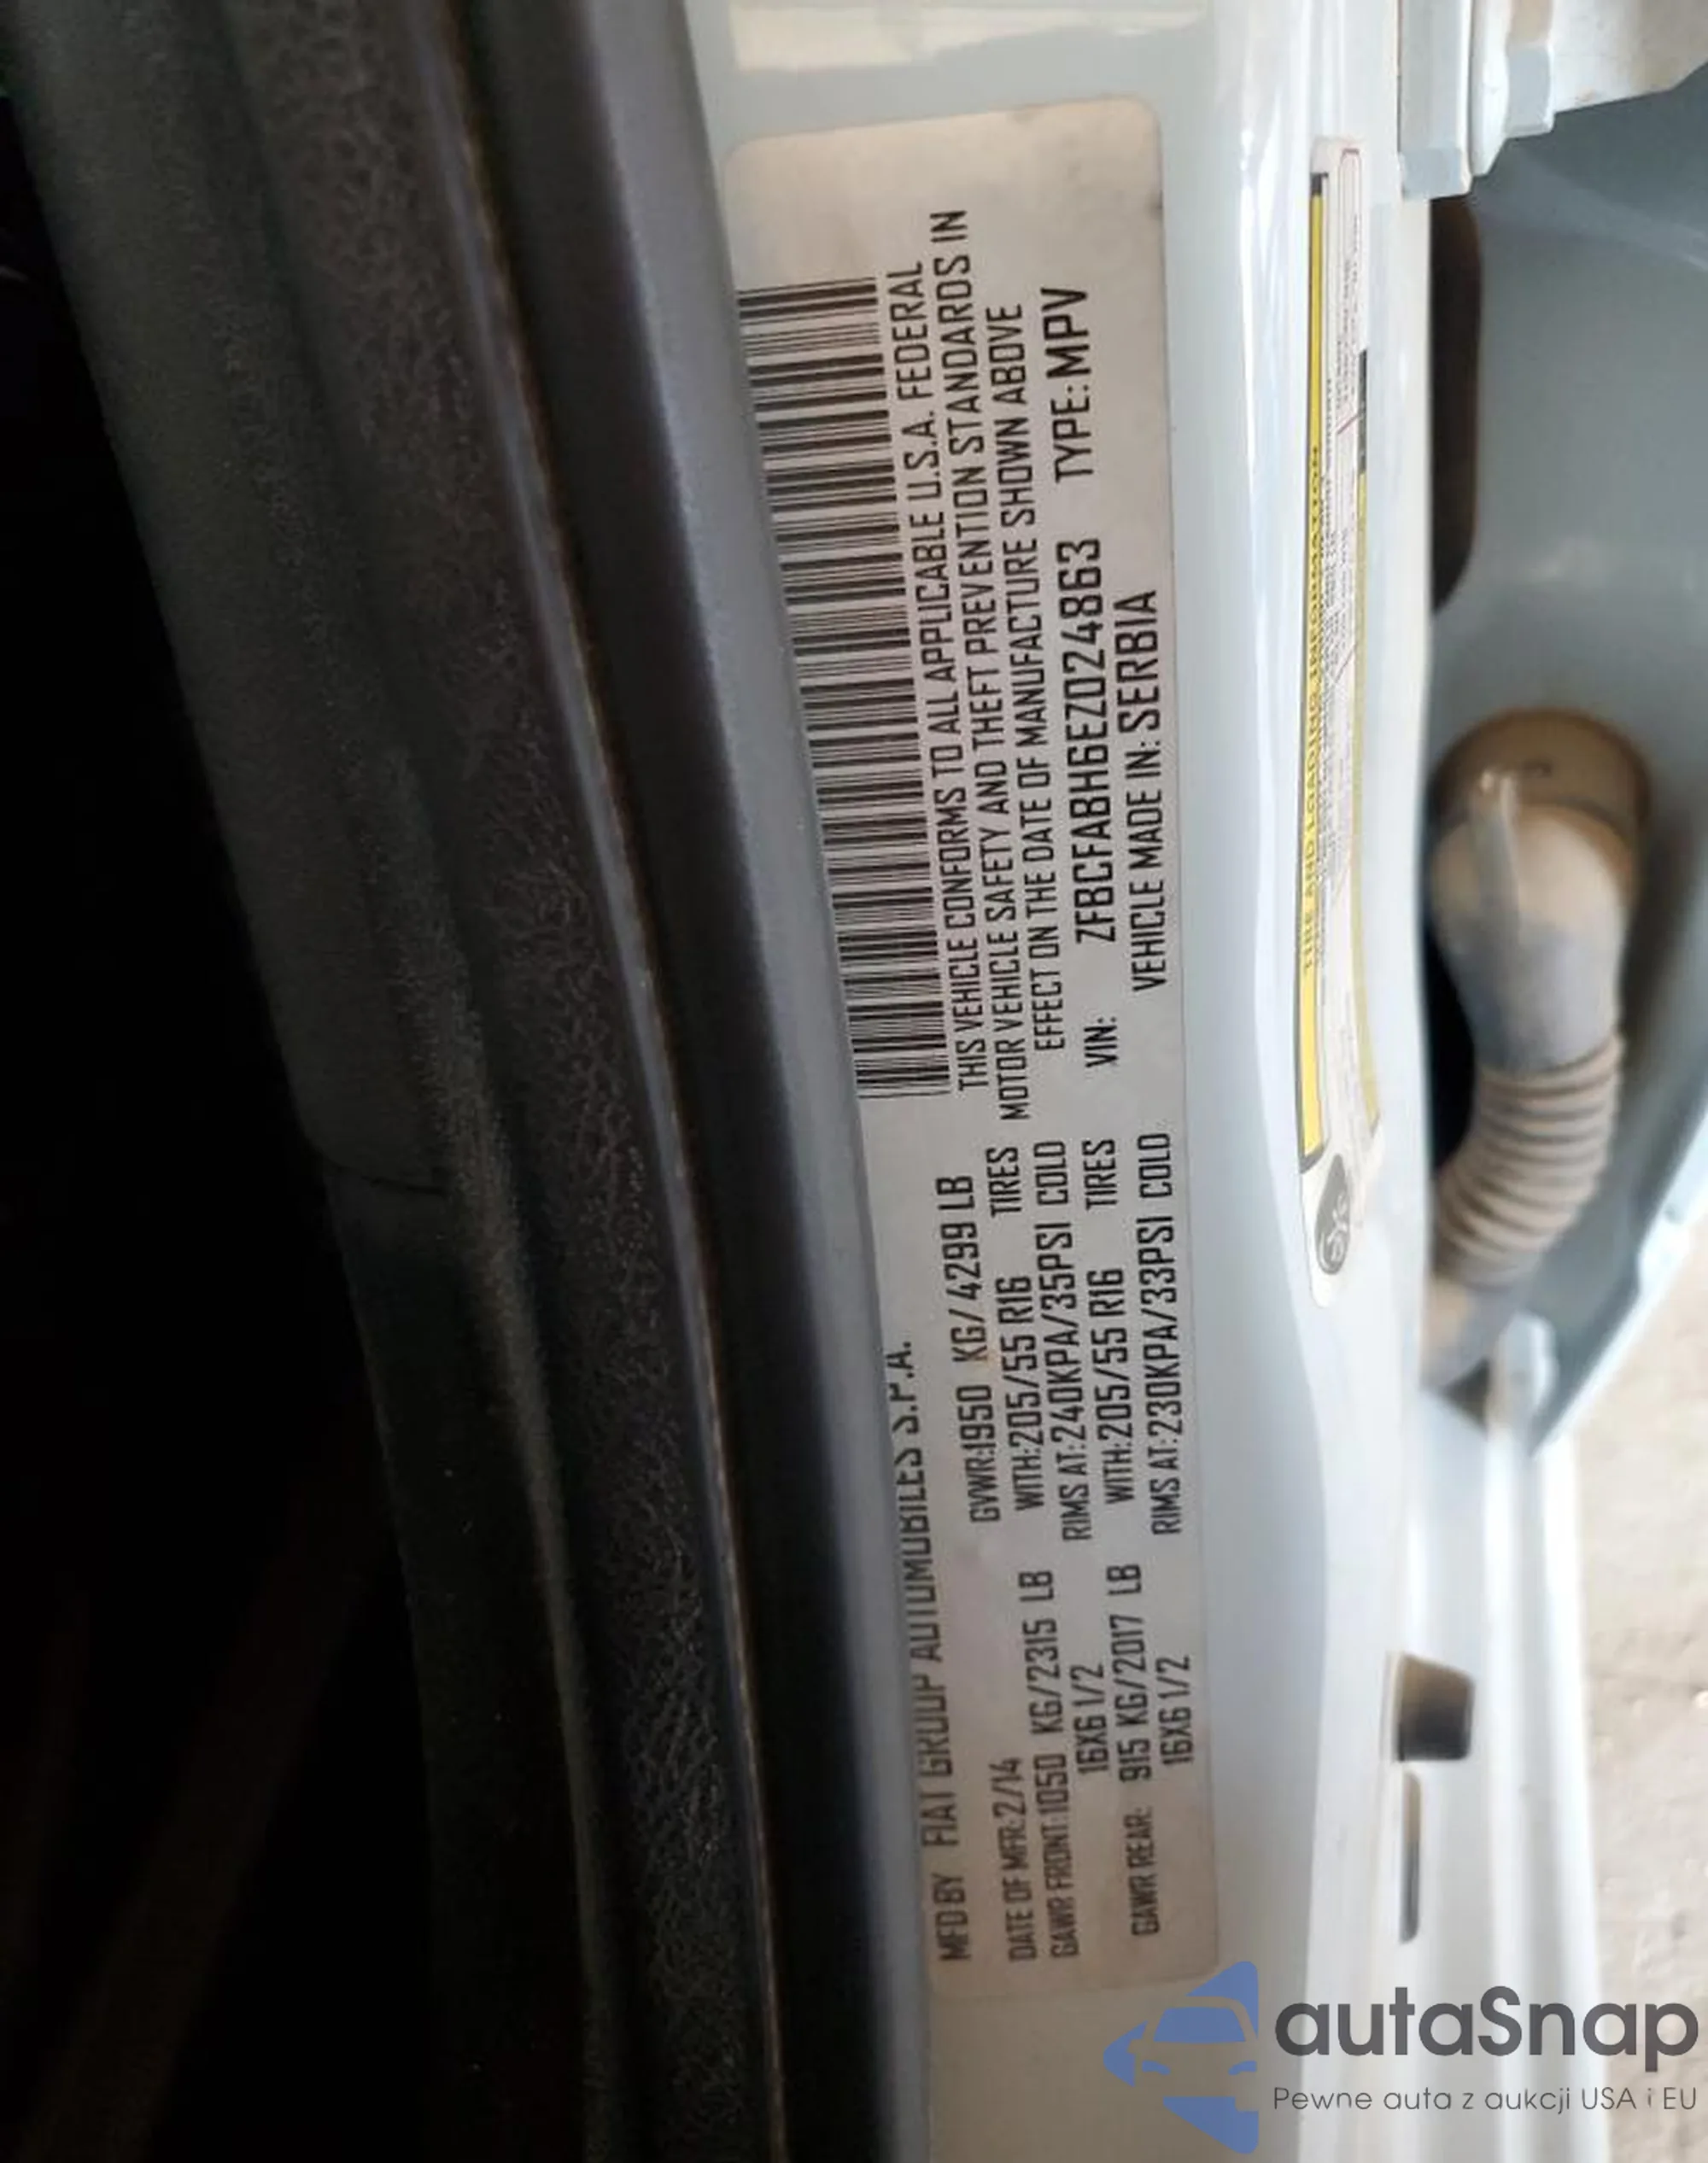 MFD BY FIAT GROUP AUTOMOBILES S.P.A.
DATE OF MFR:2/14
GVWR:1950 KG/4299 LB
GAWR FRONT:1050 KG/2315 LB
WITH:205/55 R16 TIRES
16X6 1/2
RIMS AT:240KPA/35PSI COLD
GAWR REAR: 915 KG/2017 LB
WITH:205/55 R16 TIRES
16X6 1/2
RIMS AT:230KPA/33PSI COLD
THIS VEHICLE CONFORMS TO ALL APPLICABLE U.S.A. FEDERAL
MOTOR VEHICLE SAFETY AND THEFT PREVENTION STANDARDS IN
EFFECT ON THE DATE OF MANUFACTURE SHOWN ABOVE
VIN: ZFBCFABH6EZ024863 TYPE:MPV
VEHICLE MADE IN: SERBIA
TIRE AND LOADING INFORMATION
autaSnap
Pewne auta z aukcji USA i EU